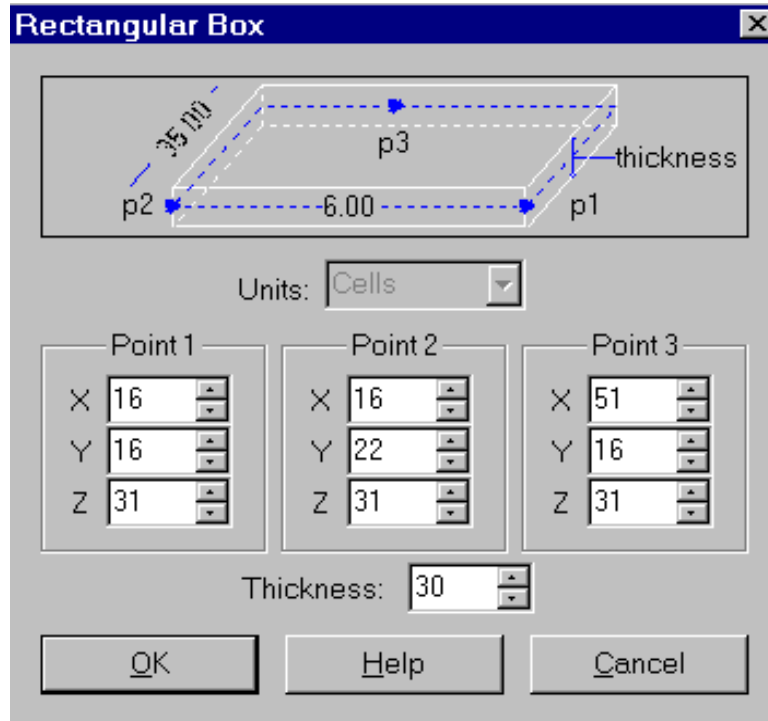 Rectangular Box
35.00
p3
thickness
p2 6.00 p1
Units: Cells
Point 1 Point 2 Point 3
X 16 X 16 X 51
Y 16 Y 22 Y 16
Z 31 Z 31 Z 31
Thickness: 30
OK Help Cancel